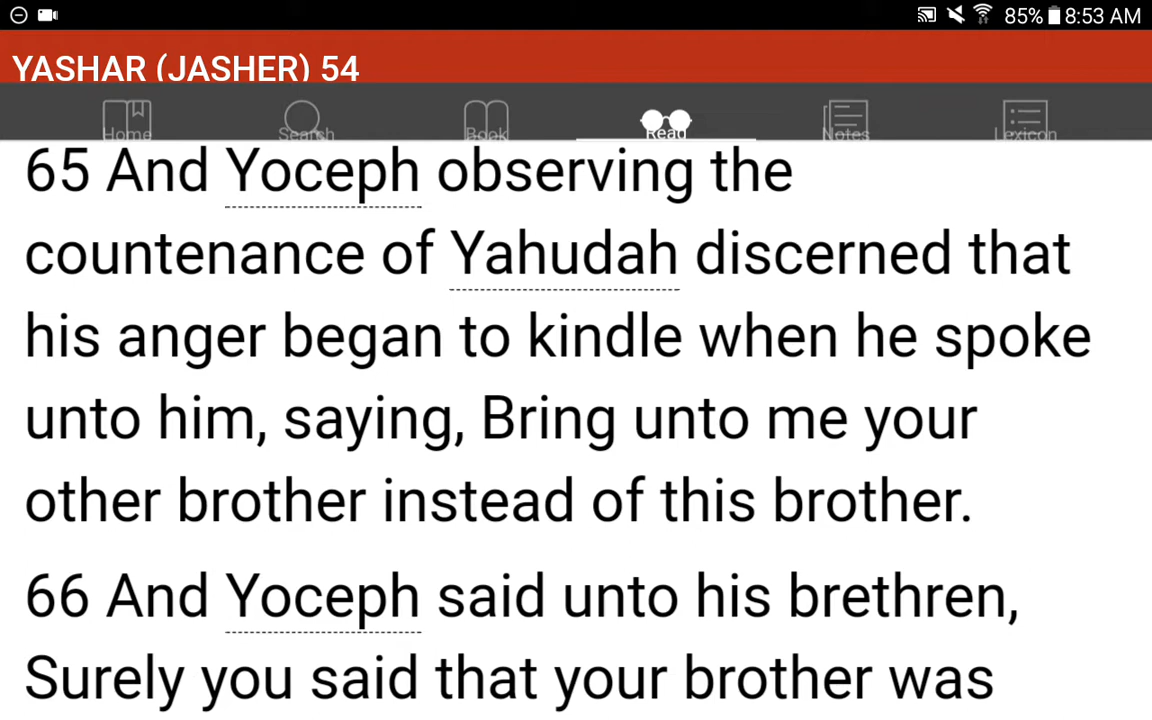 85% 8:53 AM
YASHAR (JASHER) 54
Home Search Book Read Notes Lexicon
65 And Yoceph observing the
countenance of Yahudah discerned that
his anger began to kindle when he spoke
unto him, saying, Bring unto me your
other brother instead of this brother.
66 And Yoceph said unto his brethren,
Surely you said that your brother was